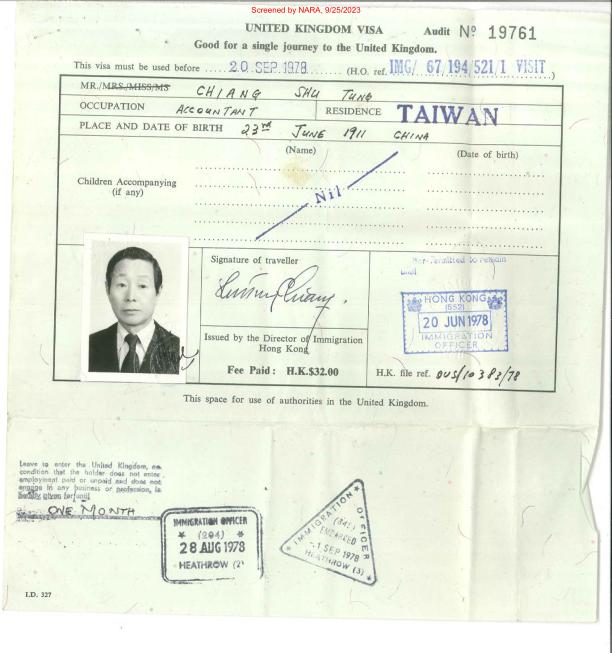 Screened by NARA, 9/25/2023
UNITED KINGDOM VISA Audit Nº 19761
Good for a single journey to the United Kingdom.
This visa must be used before 20 SEP 1978 (H.O. ref. IMG/ 67,194,521/1 VISIT)
MR./MRS./MISS/MS CHIANG SHU TUNG
OCCUPATION ACCOUNTANT RESIDENCE TAIWAN
PLACE AND DATE OF BIRTH 23rd JUNE 1911 CHINA
(Name) (Date of birth)
Children Accompanying
(if any)
Nil
Signature of traveller
Permitted to remain
until
HONG KONG
(552)
20 JUN 1978
IMMIGRATION
OFFICER
Issued by the Director of Immigration
Hong Kong
Fee Paid: H.K.$32.00
H.K. file ref. OVS/10383/78
This space for use of authorities in the United Kingdom.
Leave to enter the United Kingdom, on
condition that the holder does not enter
employment paid or unpaid and does not
engage in any business or profession, is
hereby given for/until
ONE MONTH
IMMIGRATION OFFICER
(204)
28 AUG 1978
HEATHROW (2)
IMMIGRATION OFFICER
EMBARKED
1 SEP 1978
HEATHROW (3)
I.D. 327